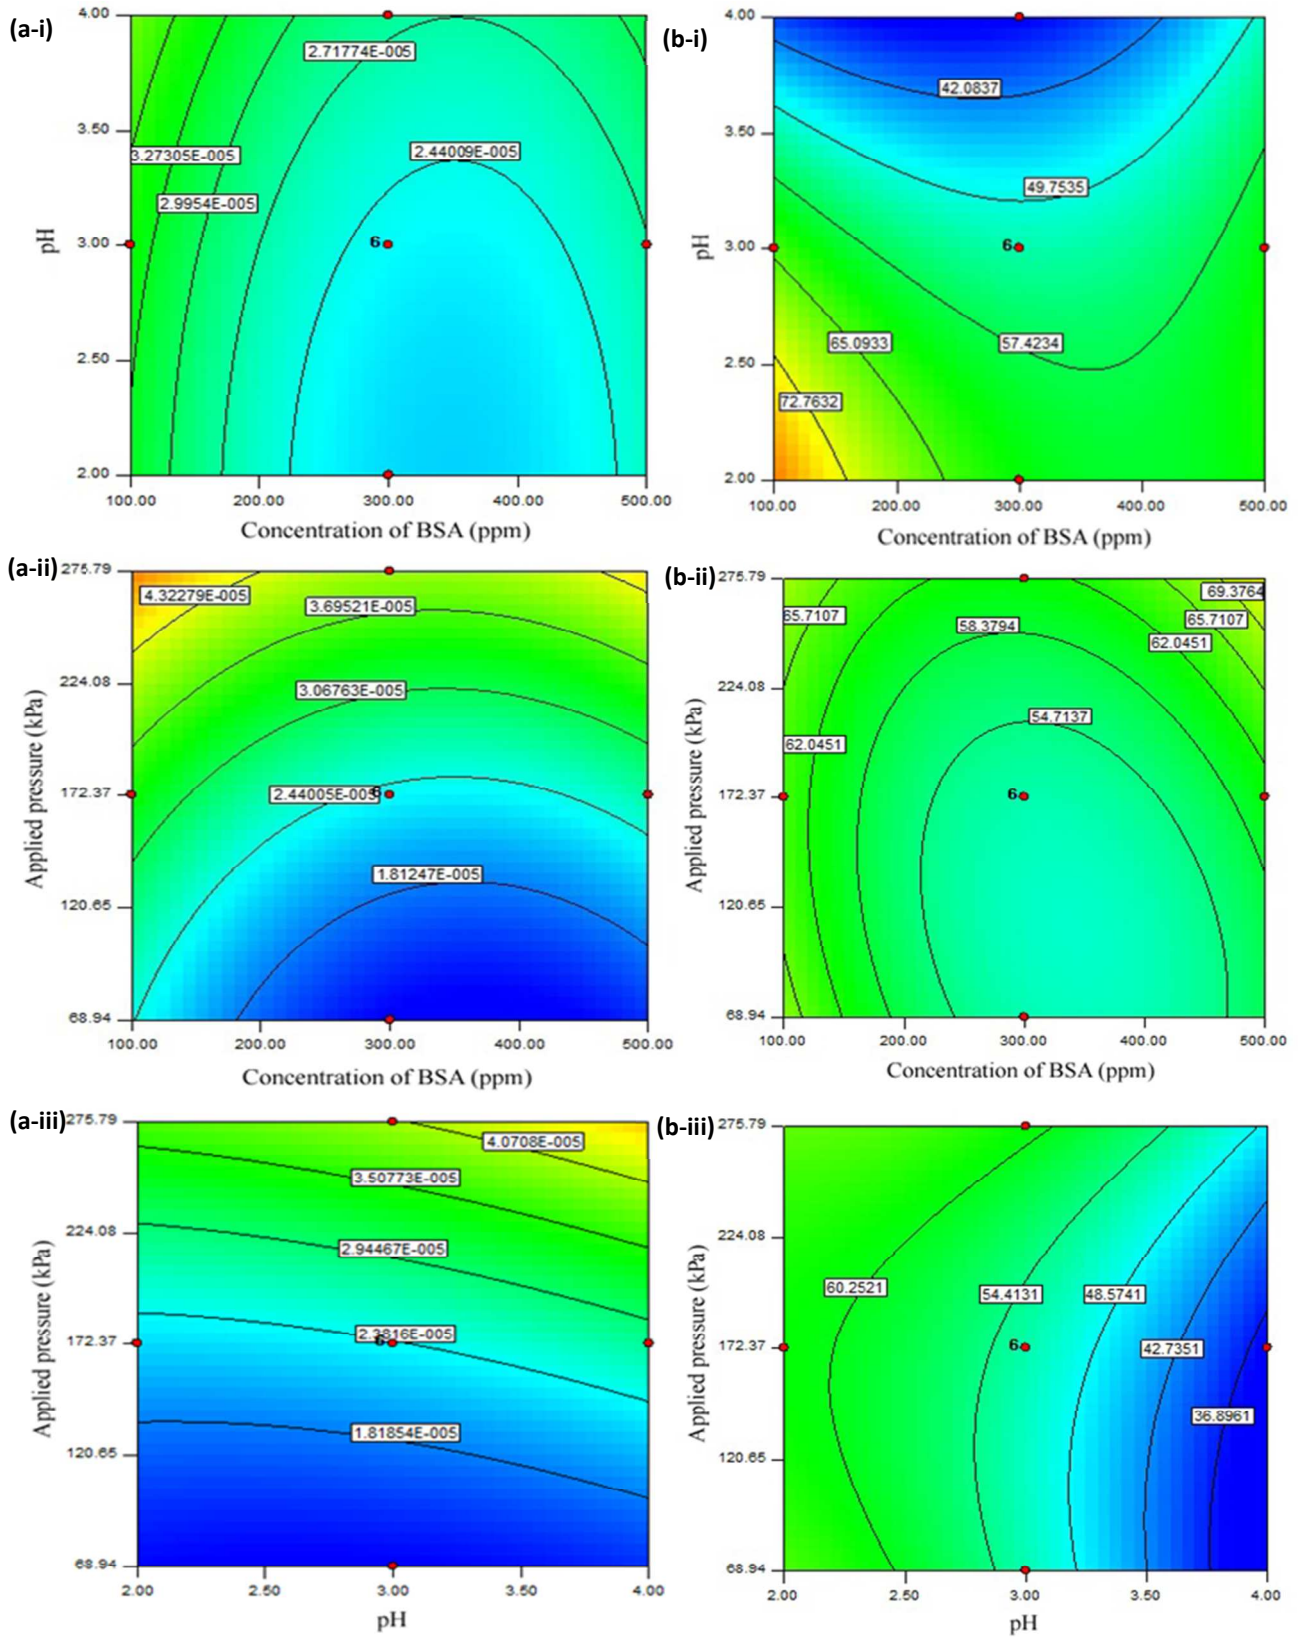 (a-i)
4.00
3.50
3.00
2.50
2.00
pH
2.71774E-005
2.44009E-005
3.27305E-005
2.9954E-005
6
100.00 200.00 300.00 400.00 500.00
Concentration of BSA (ppm)
(b-i)
4.00
3.50
3.00
2.50
2.00
pH
42.0837
49.7535
6
57.4234
65.0933
72.7632
100.00 200.00 300.00 400.00 500.00
Concentration of BSA (ppm)
(a-ii)
275.79
224.08
172.37
120.65
68.94
Applied pressure (kPa)
4.32279E-005
3.69521E-005
3.06763E-005
2.44005E-005
6
1.81247E-005
100.00 200.00 300.00 400.00 500.00
Concentration of BSA (ppm)
(b-ii)
275.79
224.08
172.37
120.65
68.94
Applied pressure (kPa)
69.3764
65.7107
65.7107
58.3794
62.0451
54.7137
62.0451
6
100.00 200.00 300.00 400.00 500.00
Concentration of BSA (ppm)
(a-iii)
275.79
224.08
172.37
120.65
68.94
Applied pressure (kPa)
4.0708E-005
3.50773E-005
2.94467E-005
2.3816E-005
6
1.81854E-005
2.00 2.50 3.00 3.50 4.00
pH
(b-iii)
275.79
224.08
172.37
120.65
68.94
Applied pressure (kPa)
60.2521
54.4131
48.5741
6
42.7351
36.8961
2.00 2.50 3.00 3.50 4.00
pH